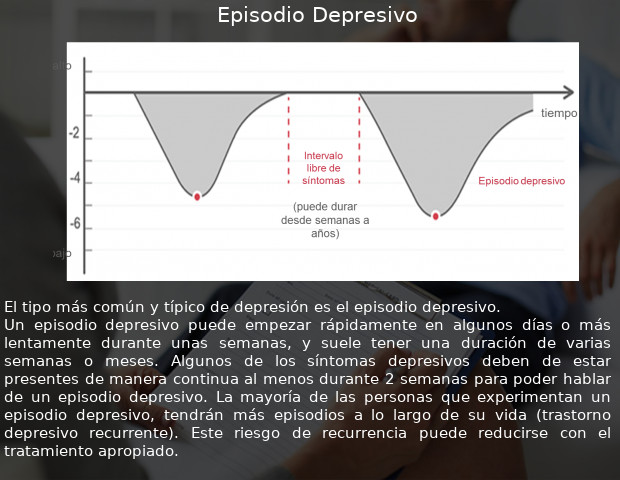 Episodio Depresivo
-2
-4
-6
tiempo
Intervalo
libre de
síntomas
(puede durar
desde semanas a
años)
Episodio depresivo
El tipo más común y típico de depresión es el episodio depresivo.
Un episodio depresivo puede empezar rápidamente en algunos días o más
lentamente durante unas semanas, y suele tener una duración de varias
semanas o meses. Algunos de los síntomas depresivos deben de estar
presentes de manera continua al menos durante 2 semanas para poder hablar
de un episodio depresivo. La mayoría de las personas que experimentan un
episodio depresivo, tendrán más episodios a lo largo de su vida (trastorno
depresivo recurrente). Este riesgo de recurrencia puede reducirse con el
tratamiento apropiado.